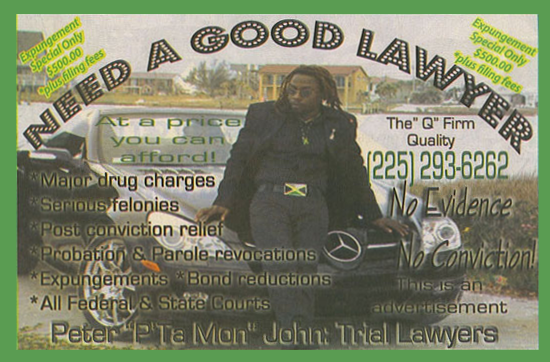 Expungement
Special Only
$500.00
*plus filing fees
NEED A GOOD LAWYER
Expungement
Special Only
$500.00
*plus filing fees
At a price
you can
afford!
*Major drug charges
*Serious felonies
*Post conviction relief
*Probation & Parole revocations
*Expungements *Bond reductions
*All Federal & State Courts
The" Q" Firm
Quality
(225) 293-6262
No Evidence
No Conviction!
This is an
advertisement
Peter "P'Ta Mon" John: Trial Lawyers